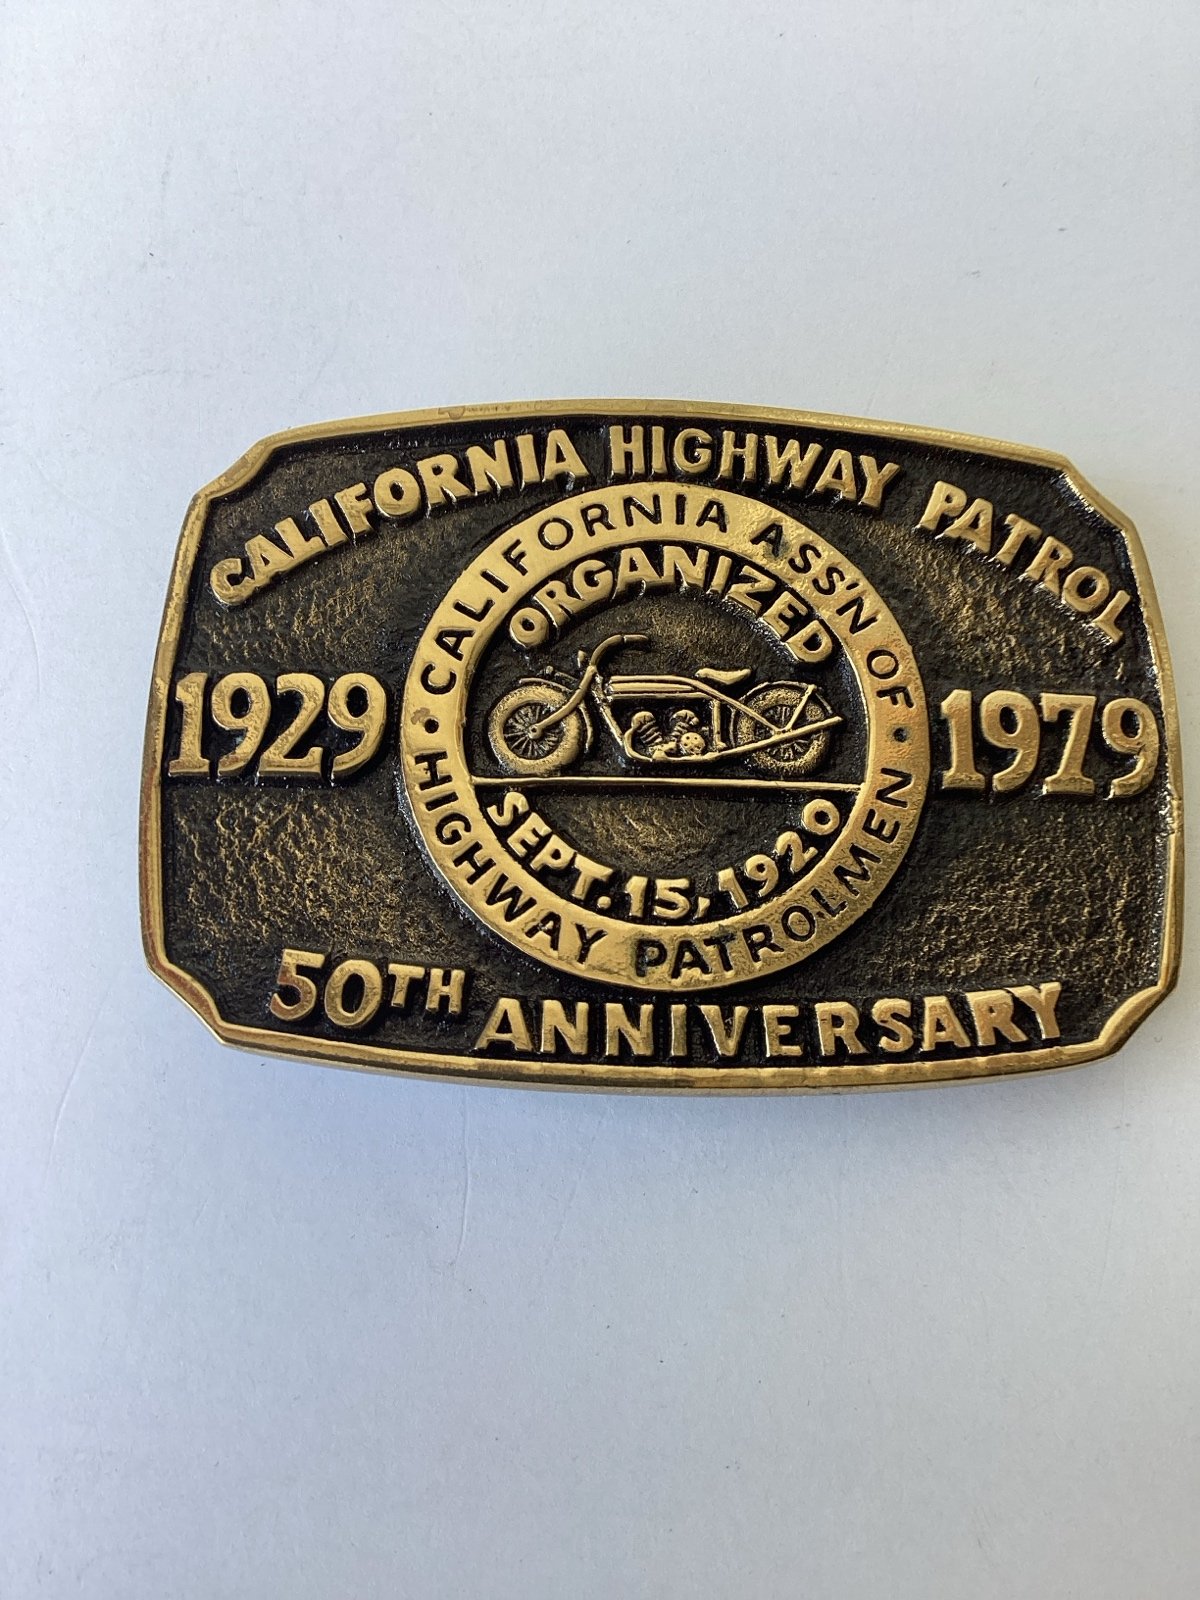 CALIFORNIA HIGHWAY PATROL
CALIFORNIA ASS'N OF
ORGANIZED
1929
1979
SEPT. 15, 1920
HIGHWAY PATROLMEN
50TH ANNIVERSARY